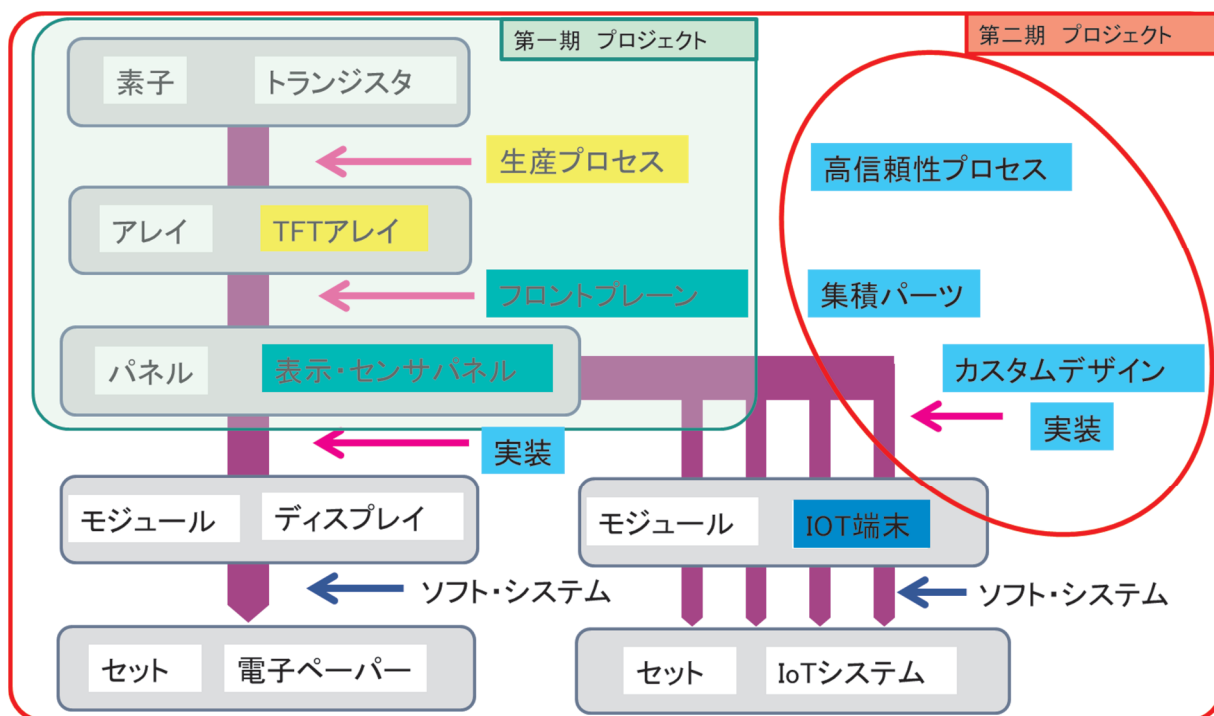 第一期 プロジェクト
第二期 プロジェクト
素子
トランジスタ
生産プロセス
高信頼性プロセス
アレイ
TFTアレイ
フロントプレーン
集積パーツ
パネル
表示・センサパネル
カスタムデザイン
実装
実装
モジュール
ディスプレイ
モジュール
IOT端末
ソフト・システム
ソフト・システム
セット
電子ペーパー
セット
IoTシステム